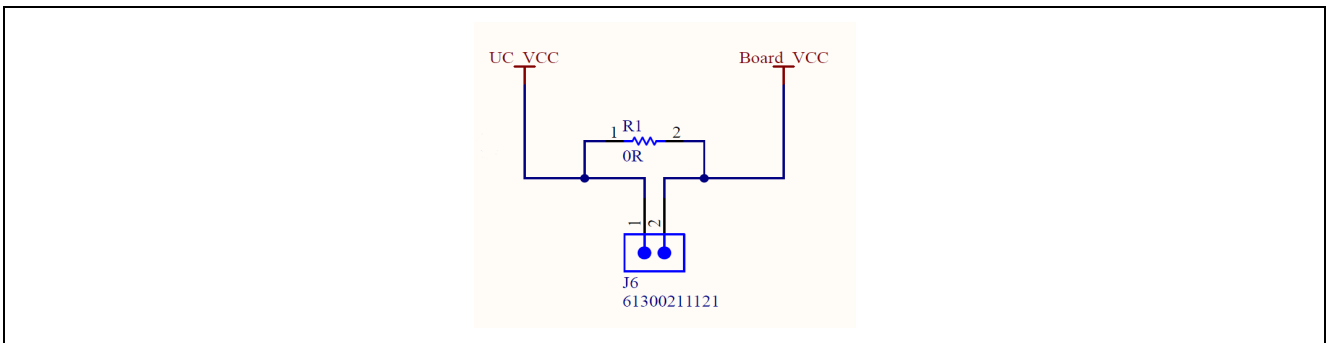 UC_VCC
Board_VCC
1 R1 2
0R
1 2
J6
61300211121